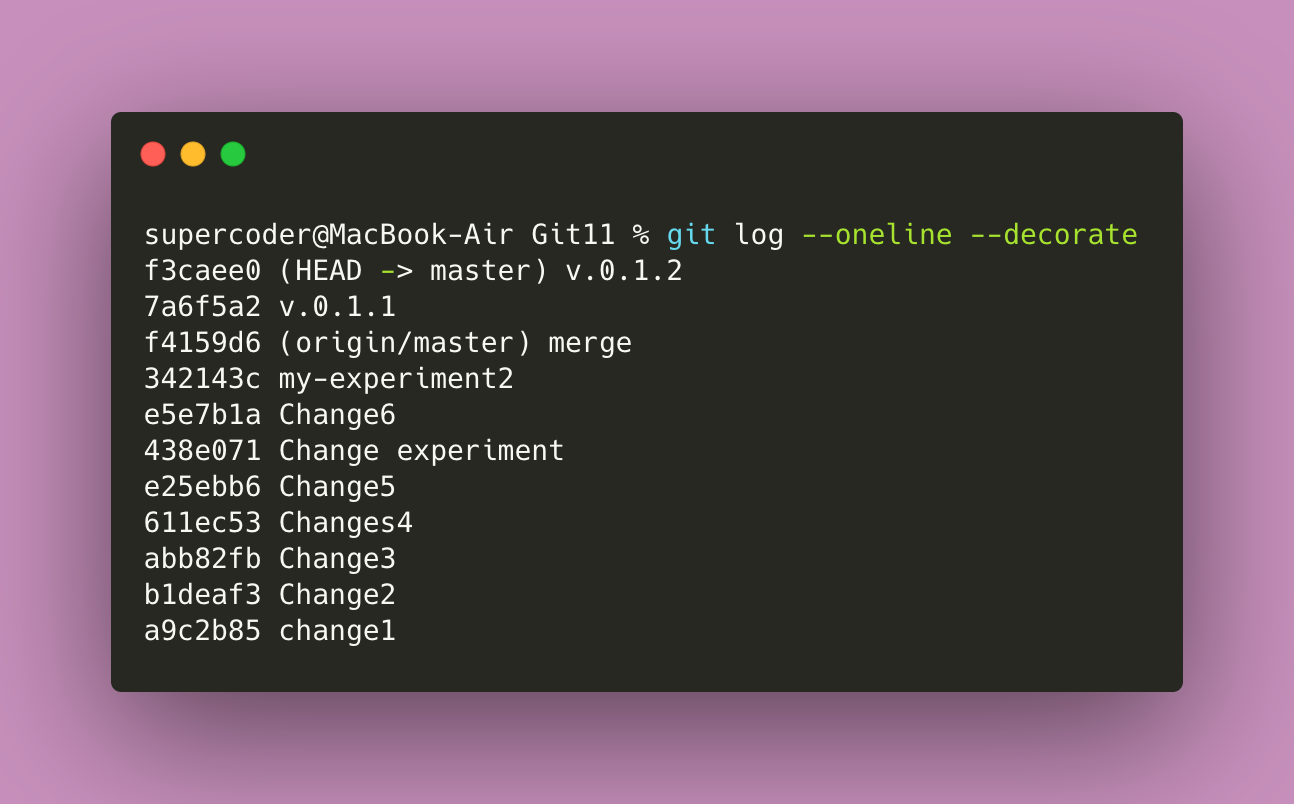 supercoder@MacBook-Air Git11 % git log --oneline --decorate
f3caee0 (HEAD -> master) v.0.1.2
7a6f5a2 v.0.1.1
f4159d6 (origin/master) merge
342143c my-experiment2
e5e7b1a Change6
438e071 Change experiment
e25ebb6 Change5
611ec53 Changes4
abb82fb Change3
b1deaf3 Change2
a9c2b85 change1